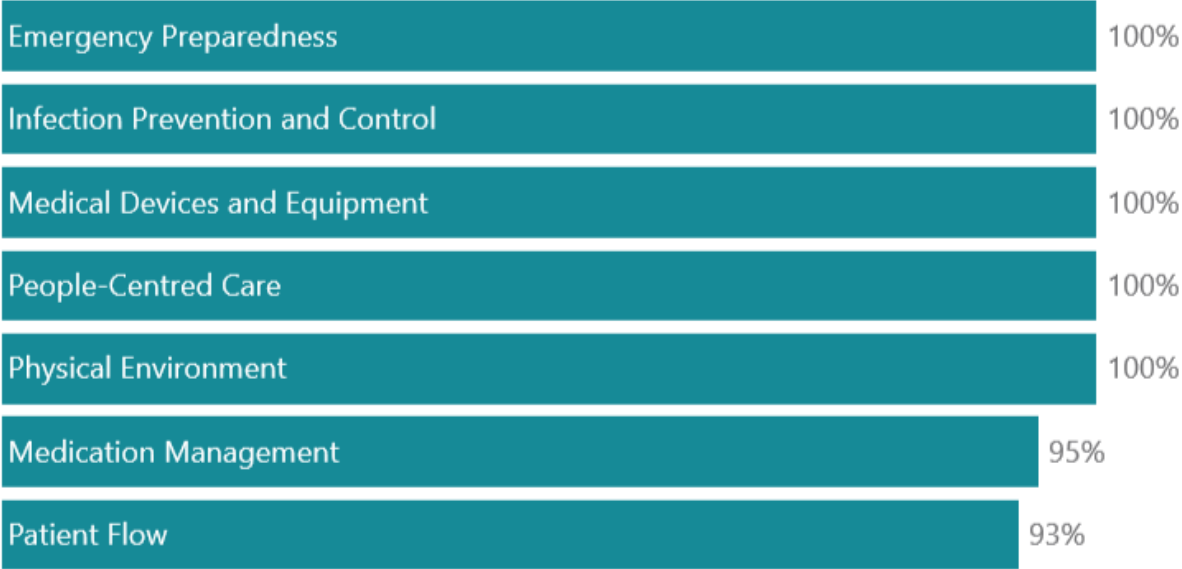 Emergency Preparedness 100%
Infection Prevention and Control 100%
Medical Devices and Equipment 100%
People-Centred Care 100%
Physical Environment 100%
Medication Management 95%
Patient Flow 93%